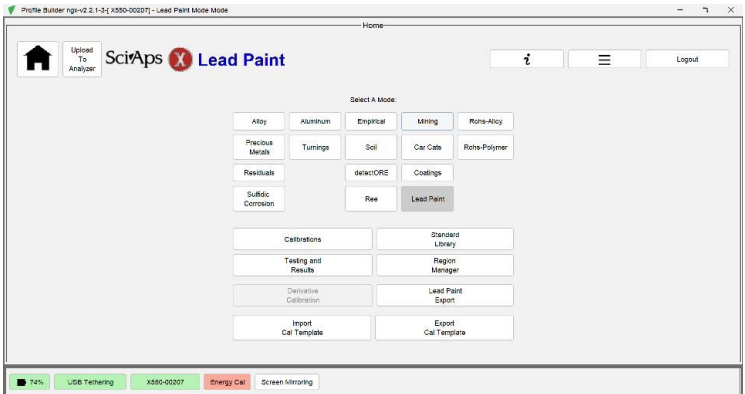 Profile Builder ngx-v2.2.1-3-[ X550-00207] - Lead Paint Mode Mode
Home
Upload
To
Analyzer
SciAps X Lead Paint
i
Logout
Select A Mode:
Alloy Aluminum Empirical Mining Rohs-Alloy
Precious
Metals
Turnings Soil Car Cats Rohs-Polymer
Residuals detectORE Coatings
Sulfidic
Corrosion
Ree Lead Paint
Calibrations
Standard
Library
Testing and
Results
Region
Manager
Derivative
Calibration
Lead Paint
Export
Import
Cal Template
Export
Cal Template
74% USB Tethering X550-00207 Energy Cal Screen Mirroring